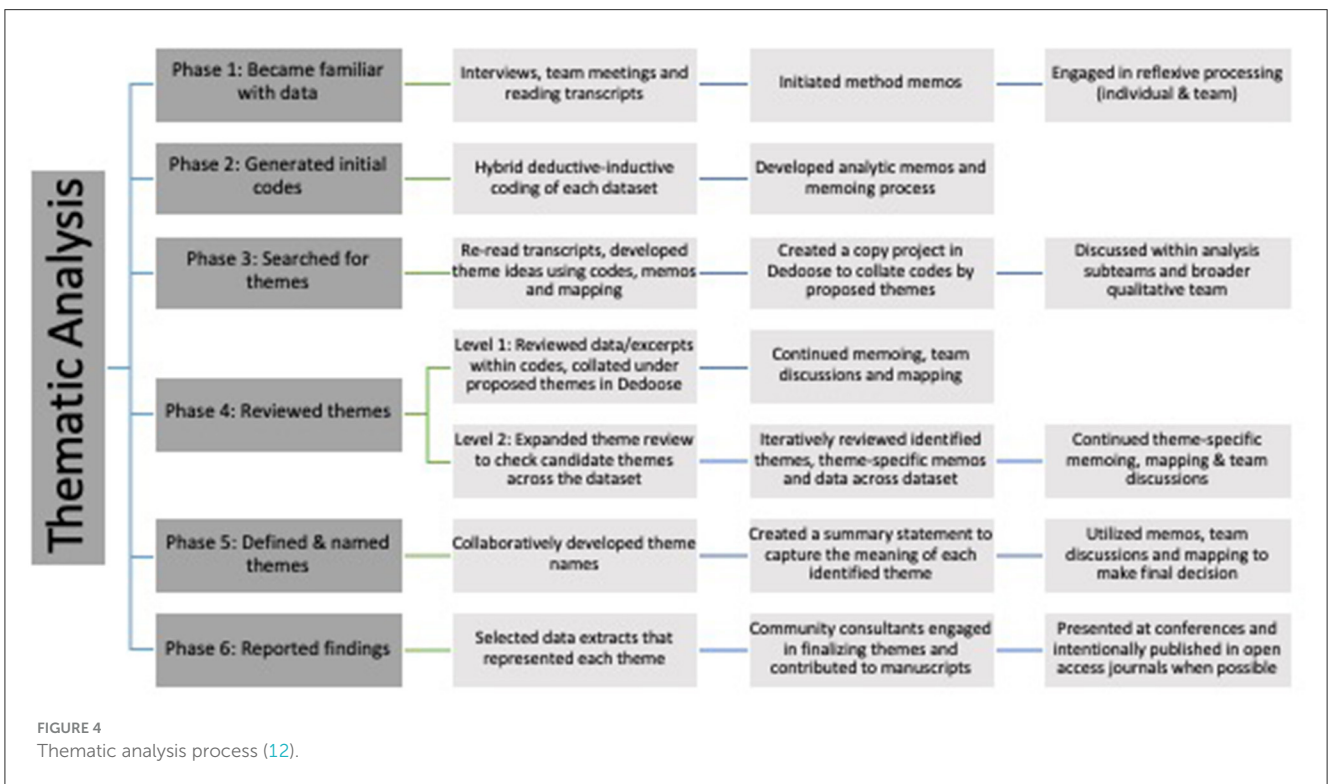 Thematic Analysis
Phase 1: Became familiar
with data
Interviews, team meetings and
reading transcripts
Initiated method memos
Engaged in reflexive processing
(individual & team)
Phase 2: Generated initial
codes
Hybrid deductive-inductive
coding of each dataset
Developed analytic memos and
memoing process
Phase 3: Searched for
themes
Re-read transcripts, developed
theme ideas using codes, memos
and mapping
Created a copy project in
Dedoose to collate codes by
proposed themes
Discussed within analysis
subteams and broader
qualitative team
Phase 4: Reviewed themes
Level 1: Reviewed data/excerpts
within codes, collated under
proposed themes in Dedoose
Continued memoing, team
discussions and mapping
Level 2: Expanded theme review
to check candidate themes
across the dataset
Iteratively reviewed identified
themes, theme-specific memos
and data across dataset
Continued theme-specific
memoing, mapping & team
discussions
Phase 5: Defined & named
themes
Collaboratively developed theme
names
Created a summary statement to
capture the meaning of each
identified theme
Utilized memos, team
discussions and mapping to
make final decision
Phase 6: Reported findings
Selected data extracts that
represented each theme
Community consultants engaged
in finalizing themes and
contributed to manuscripts
Presented at conferences and
intentionally published in open
access journals when possible
FIGURE 4
Thematic analysis process (12).